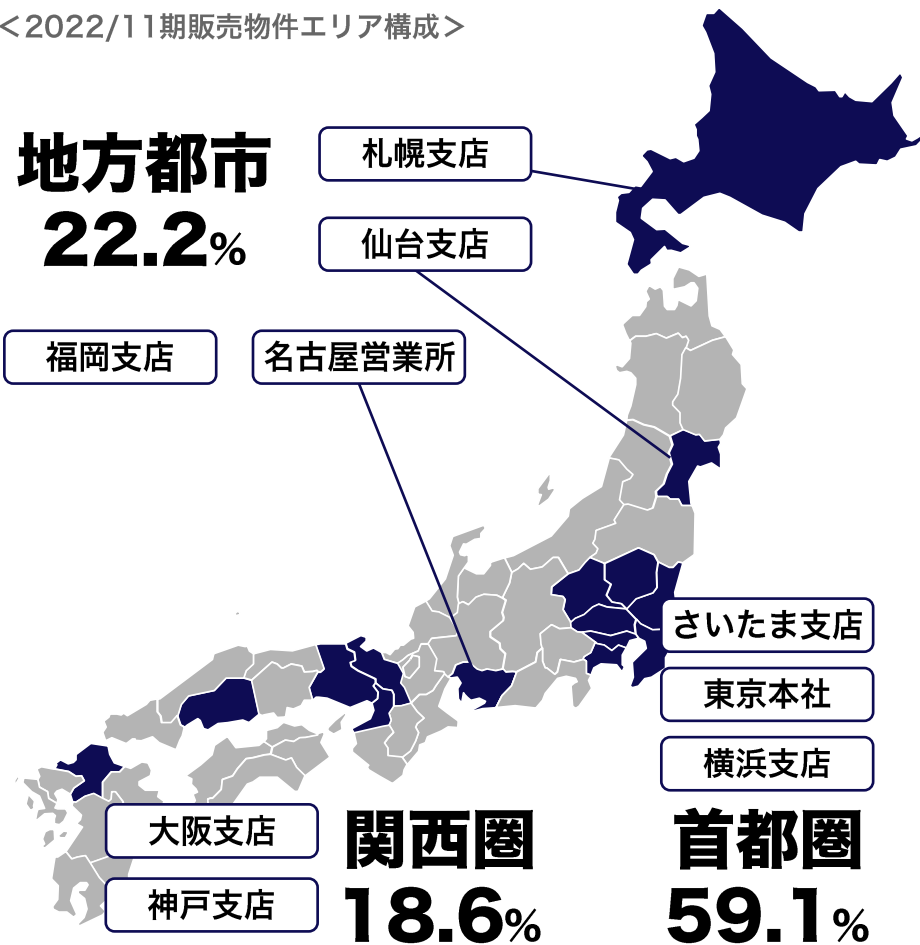 ＜2022/11期販売物件エリア構成＞
地方都市
22.2%
札幌支店
仙台支店
福岡支店
名古屋営業所
さいたま支店
東京本社
横浜支店
大阪支店
神戸支店
関西圏
18.6%
首都圏
59.1%